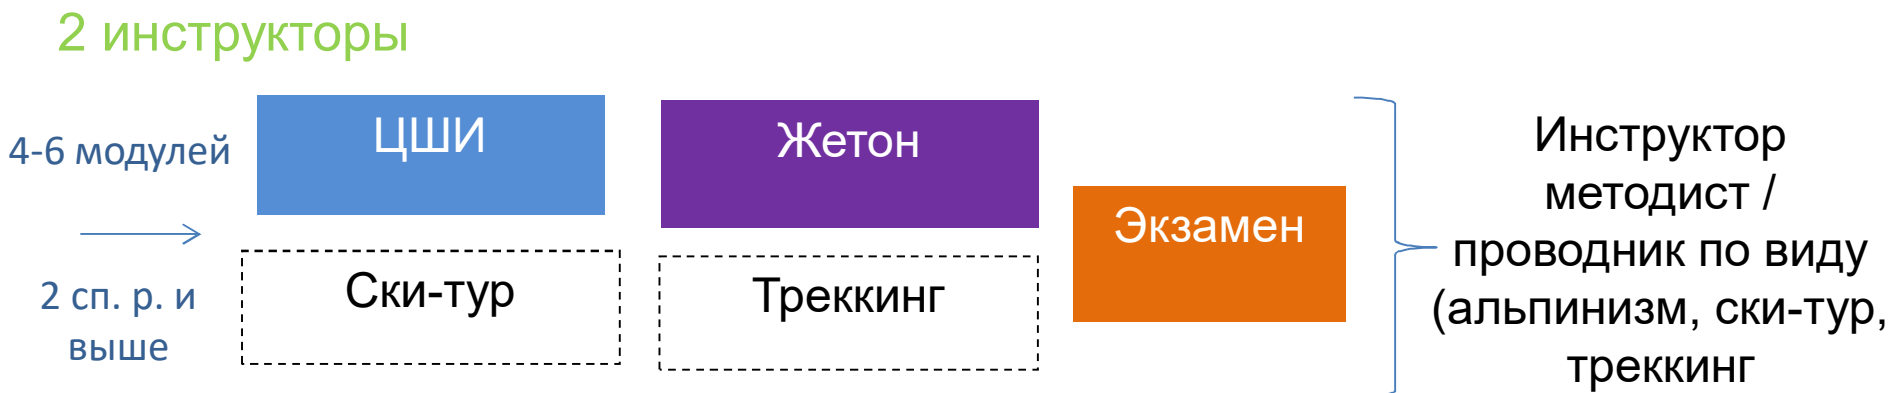 2 инструкторы
4-6 модулей
ЦШИ
Жетон
Экзамен
2 сп. р. и
выше
Ски-тур
Треккинг
Инструктор
методист /
проводник по виду
(альпинизм, ски-тур,
треккинг